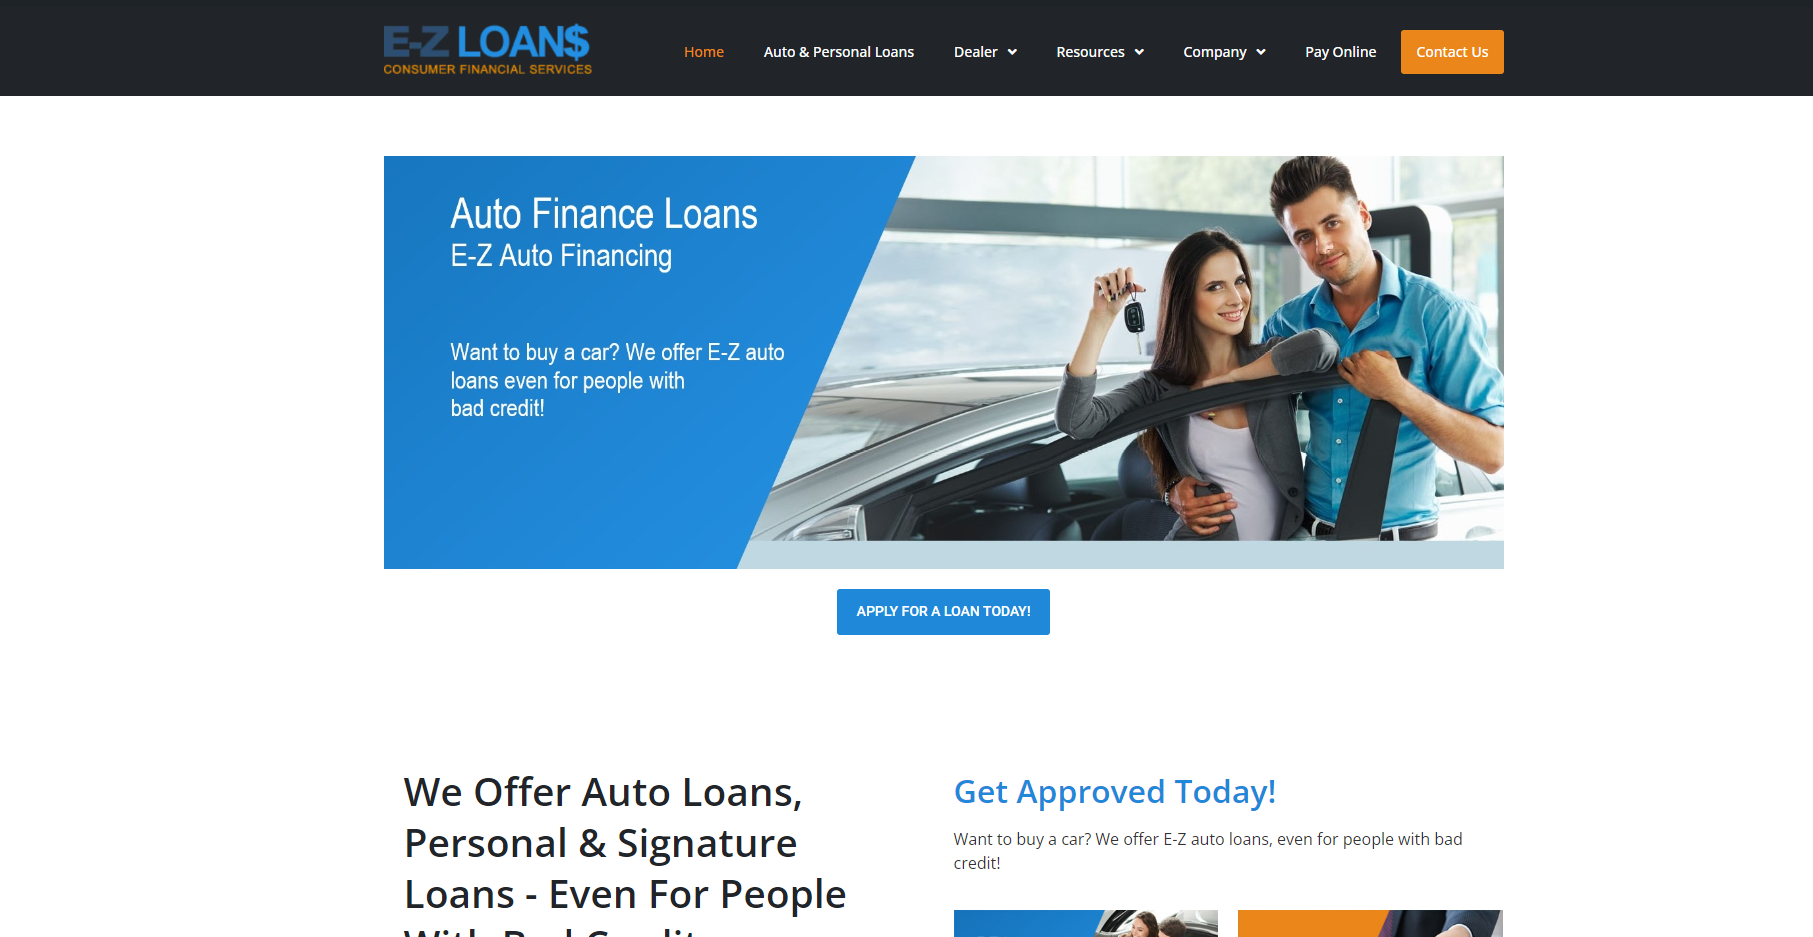 E-Z LOAN$
CONSUMER FINANCIAL SERVICES
Home
Auto & Personal Loans
Dealer
Resources
Company
Pay Online
Contact Us
Auto Finance Loans
E-Z Auto Financing
Want to buy a car? We offer E-Z auto
loans even for people with
bad credit!
APPLY FOR A LOAN TODAY!
We Offer Auto Loans,
Personal & Signature
Loans - Even For People
With Bad Credit
Get Approved Today!
Want to buy a car? We offer E-Z auto loans, even for people with bad
credit!